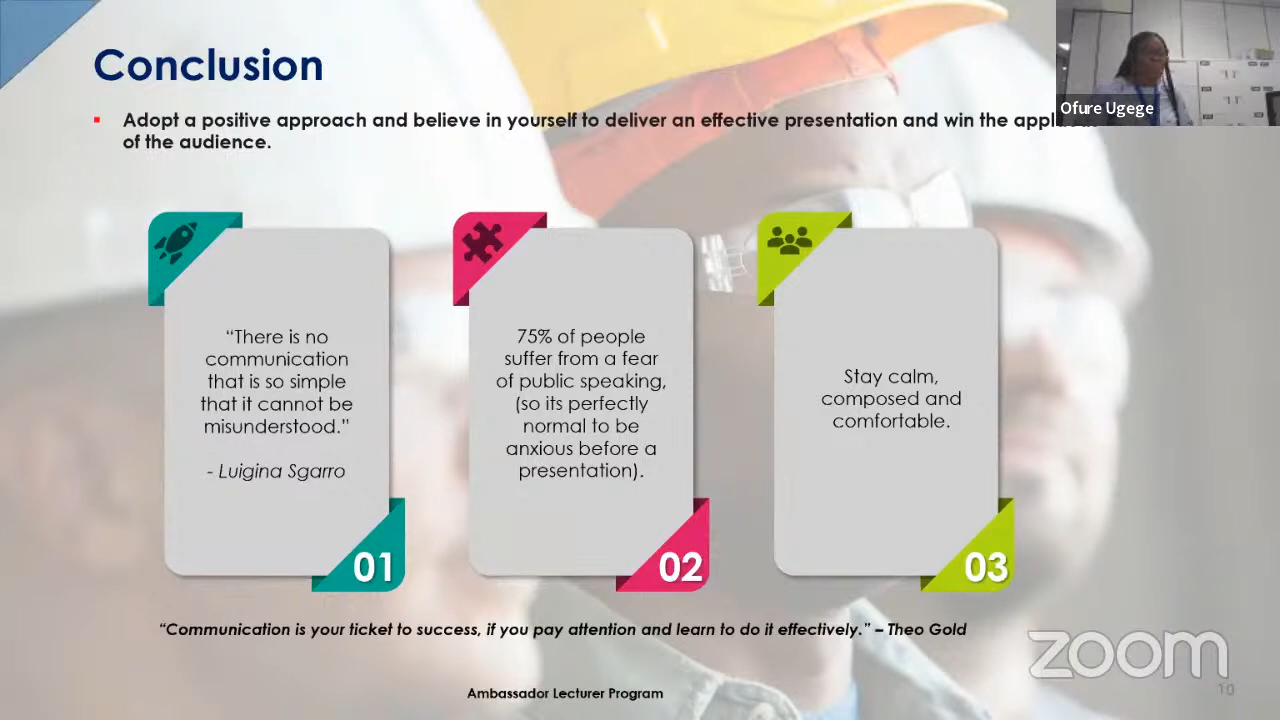 Conclusion
Ofure Ugege
▪ Adopt a positive approach and believe in yourself to deliver an effective presentation and win the
of the audience.
“There is no
communication
that is so simple
that it cannot be
misunderstood.”
- Luigina Sgarro
01
75% of people
suffer from a fear
of public speaking,
(so its perfectly
normal to be
anxious before a
presentation).
02
Stay calm,
composed and
comfortable.
03
“Communication is your ticket to success, if you pay attention and learn to do it effectively.” – Theo Gold
zoom
Ambassador Lecturer Program
10